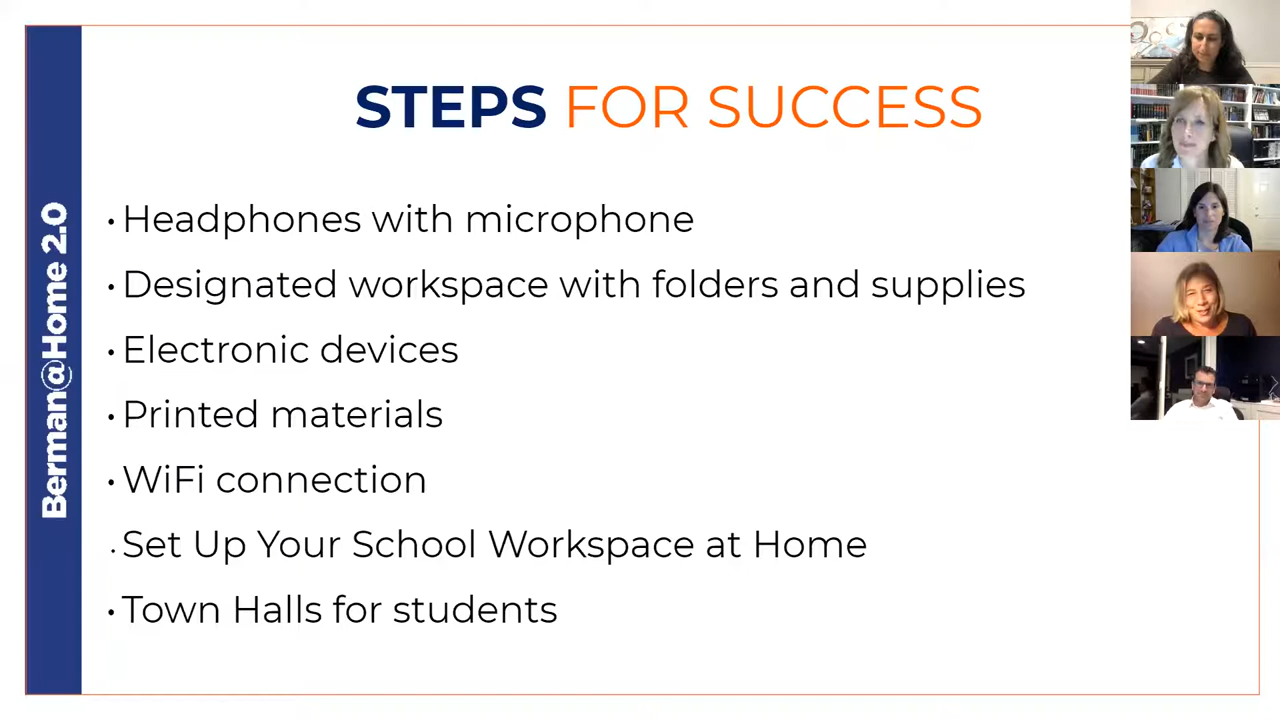 STEPS FOR SUCCESS
Berman@Home 2.0
• Headphones with microphone
• Designated workspace with folders and supplies
• Electronic devices
• Printed materials
• WiFi connection
• Set Up Your School Workspace at Home
• Town Halls for students